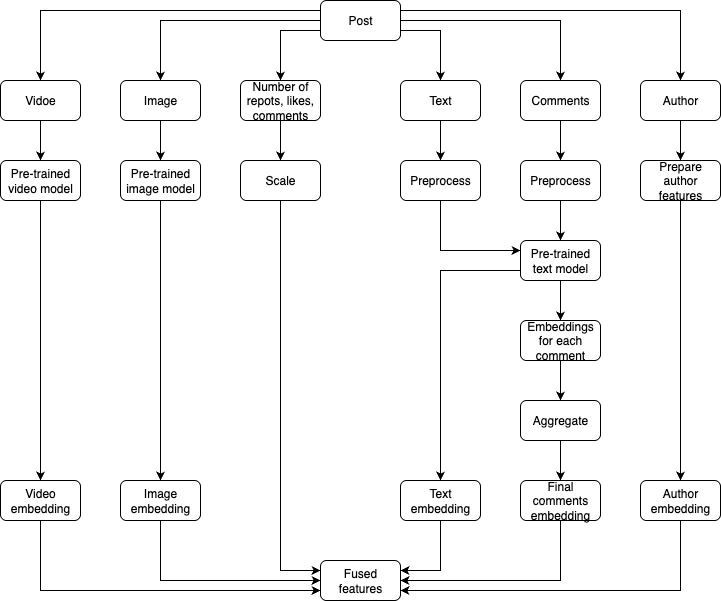 Post
Vidoe
Image
Number of
repots, likes,
comments
Text
Comments
Author
Pre-trained
video model
Pre-trained
image model
Scale
Preprocess
Preprocess
Prepare
author
features
Pre-trained
text model
Embeddings
for each
comment
Aggregate
Video
embedding
Image
embedding
Text
embedding
Final
comments
embedding
Author
embedding
Fused
features